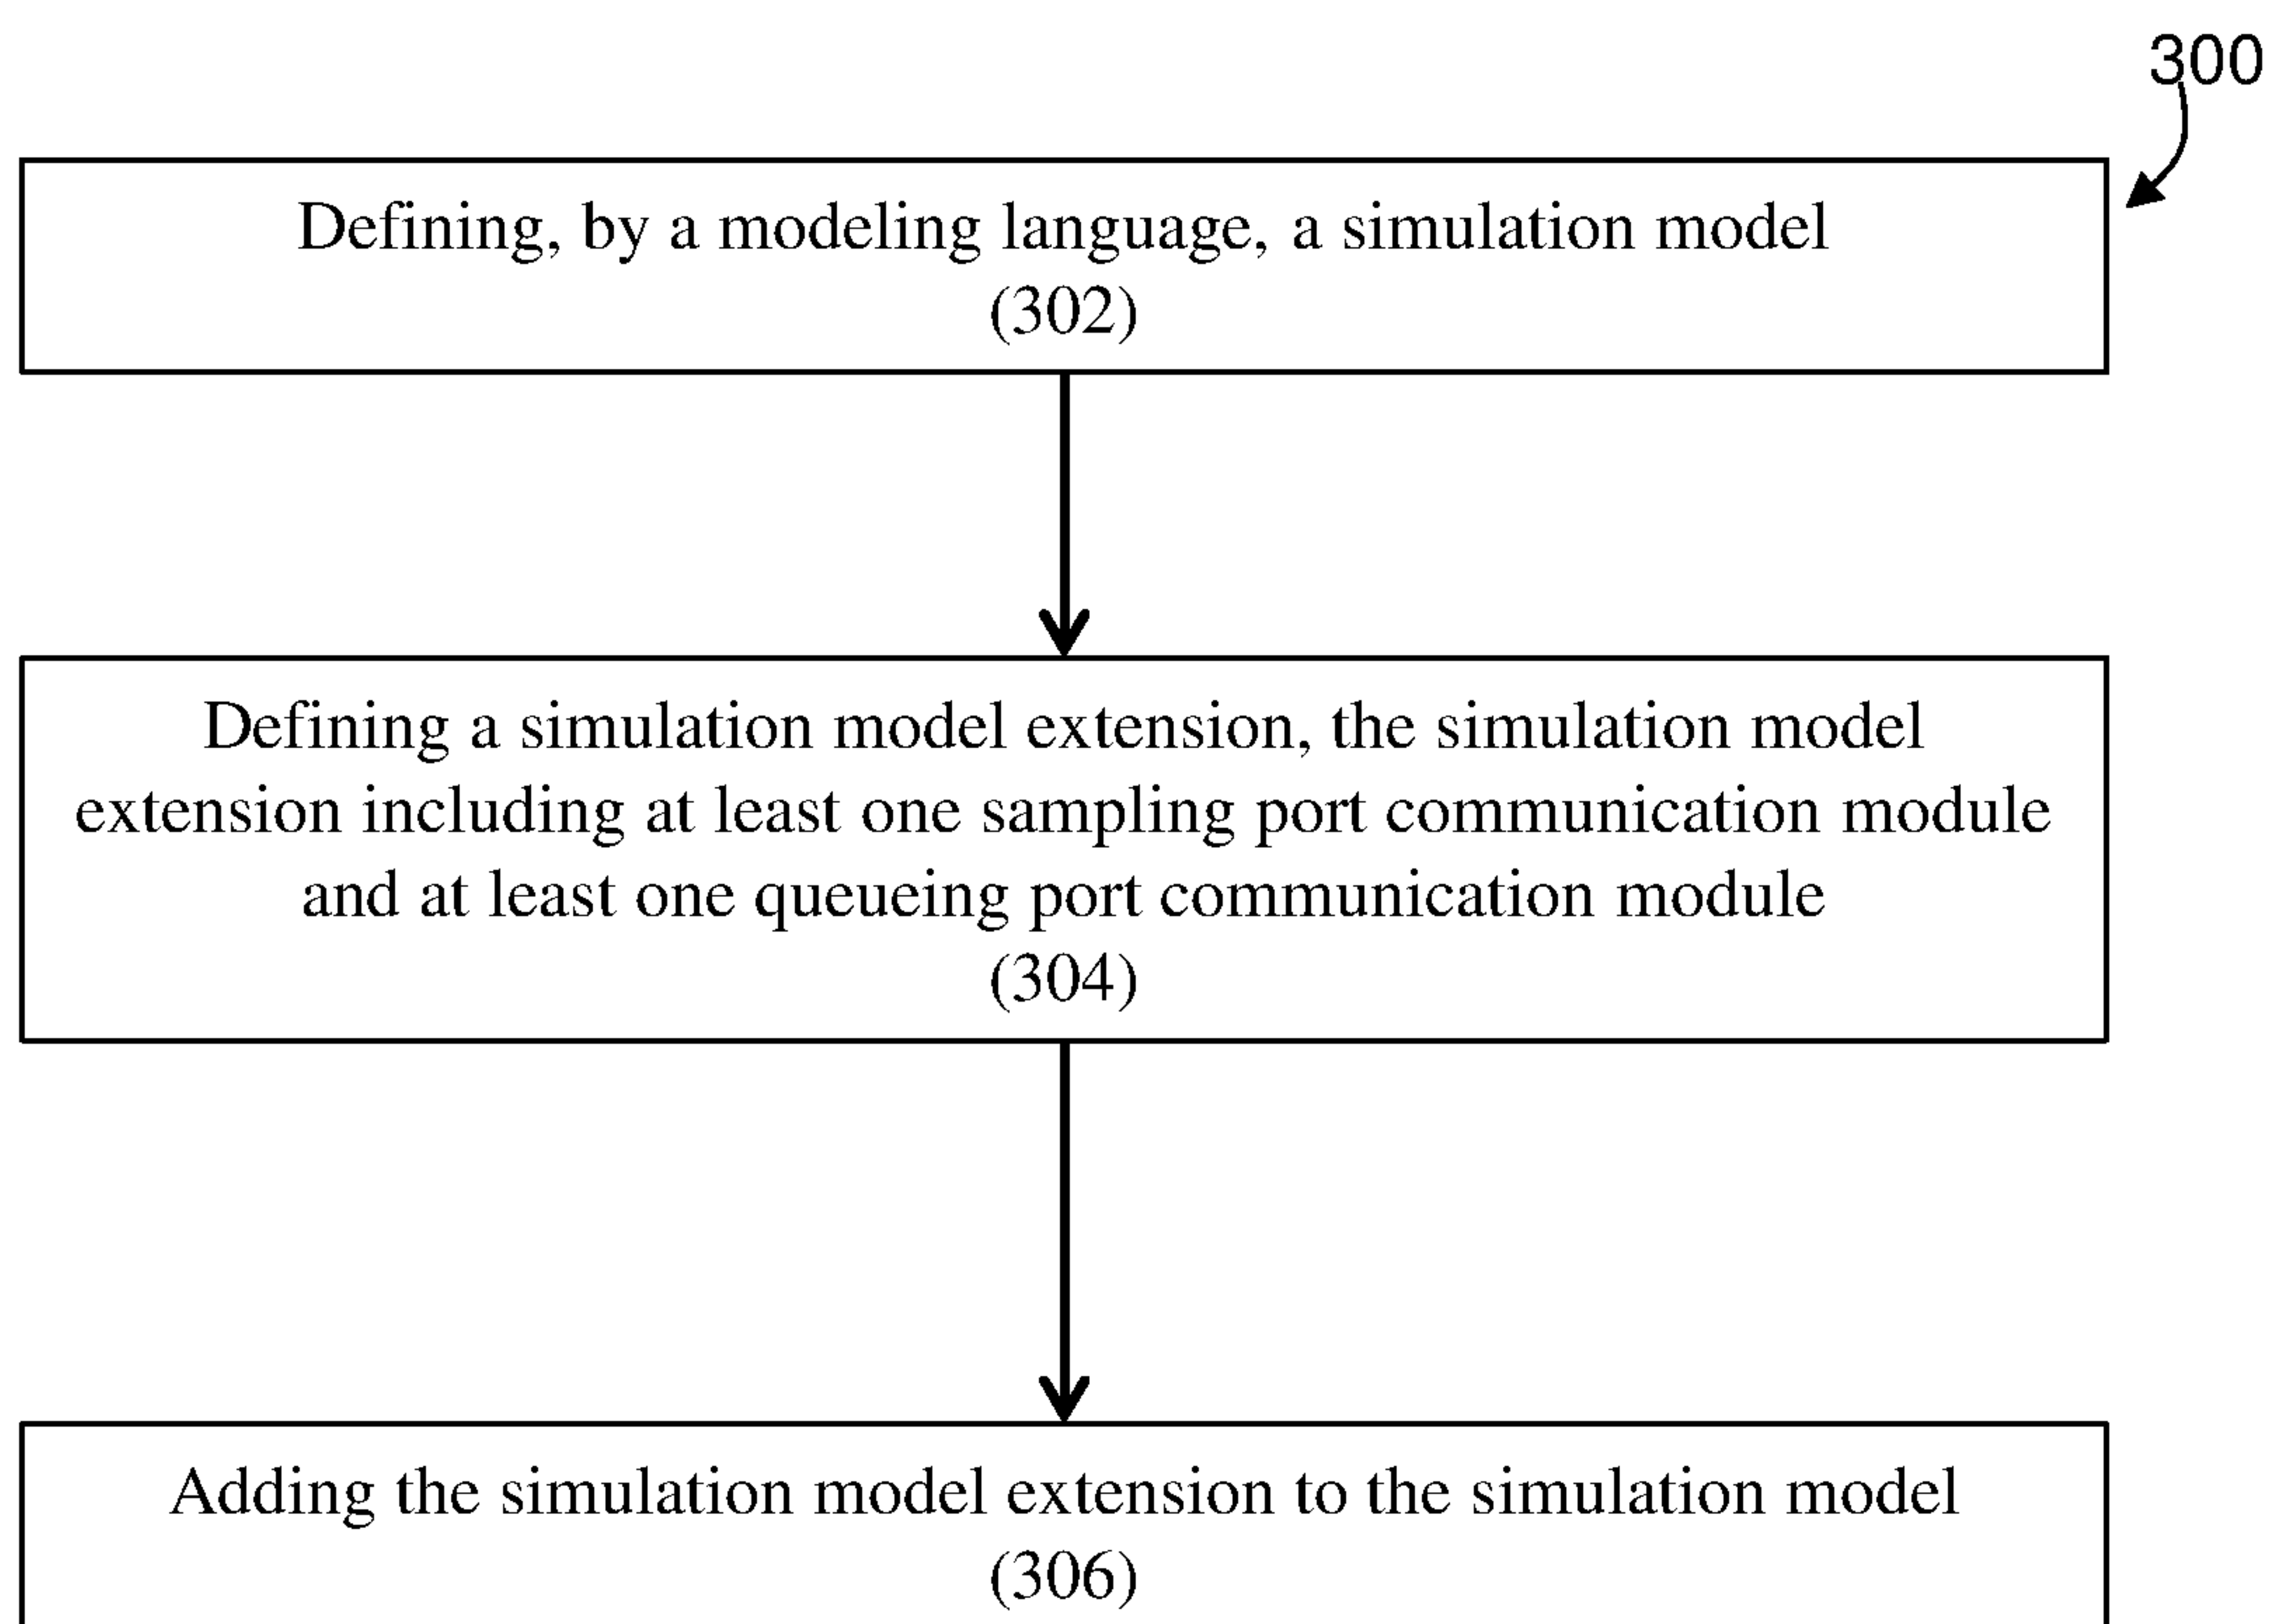 300
Defining, by a modeling language, a simulation model
(302)
Defining a simulation model extension, the simulation model
extension including at least one sampling port communication module
and at least one queueing port communication module
(304)
Adding the simulation model extension to the simulation model
(306)